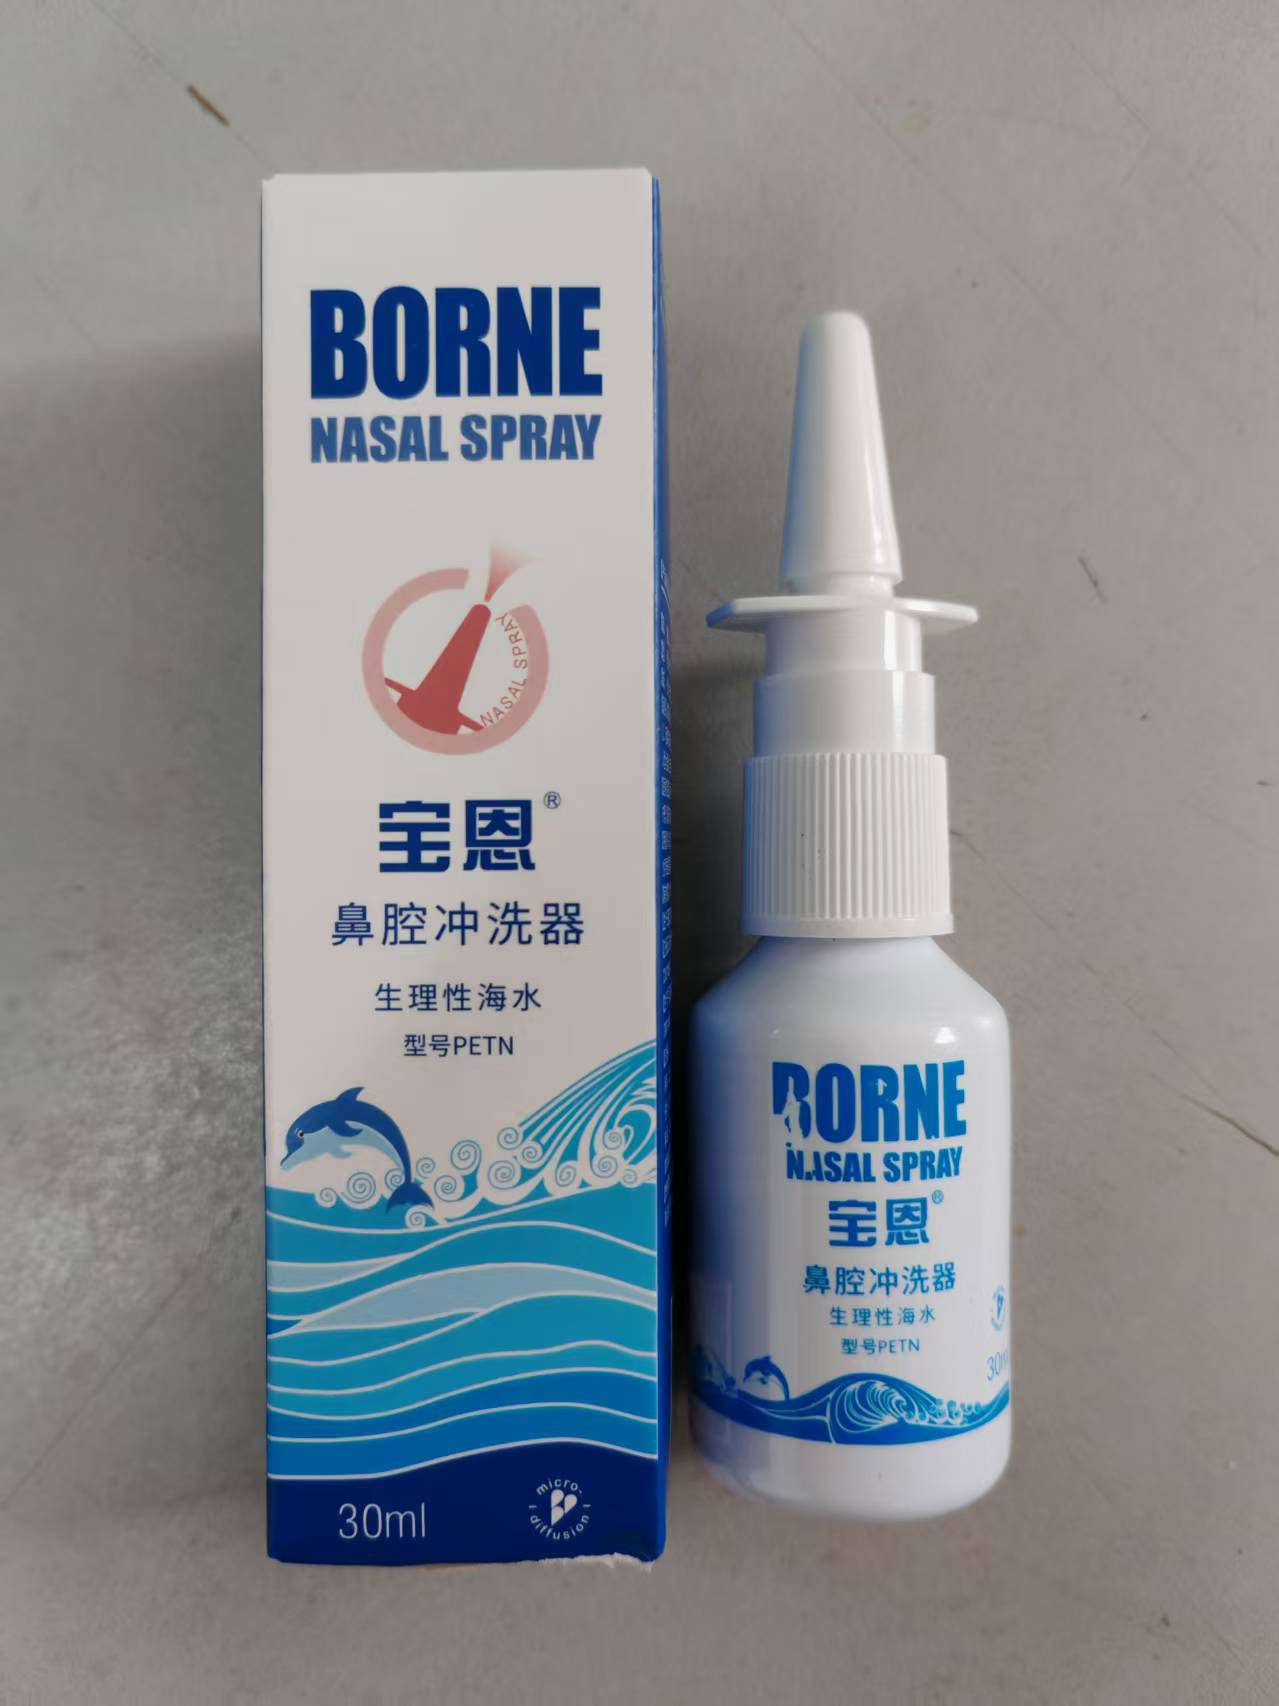 BORNE
NASAL SPRAY
NASAL SPRAY
宝恩®
鼻腔冲洗器
生理性海水
型号PETN
30ml
micro-
diffusion
BORNE
NASAL SPRAY
宝恩®
鼻腔冲洗器
生理性海水
型号PETN